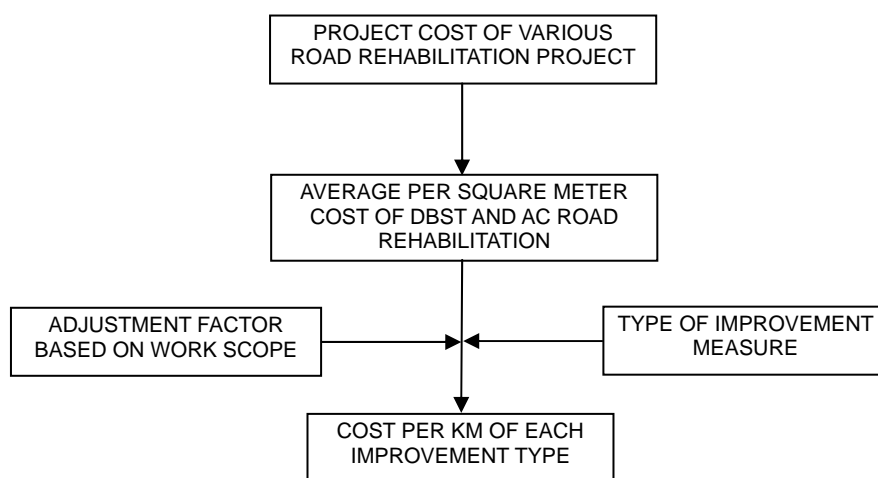 PROJECT COST OF VARIOUS
ROAD REHABILITATION PROJECT
AVERAGE PER SQUARE METER
COST OF DBST AND AC ROAD
REHABILITATION
ADJUSTMENT FACTOR
BASED ON WORK SCOPE
TYPE OF IMPROVEMENT
MEASURE
COST PER KM OF EACH
IMPROVEMENT TYPE